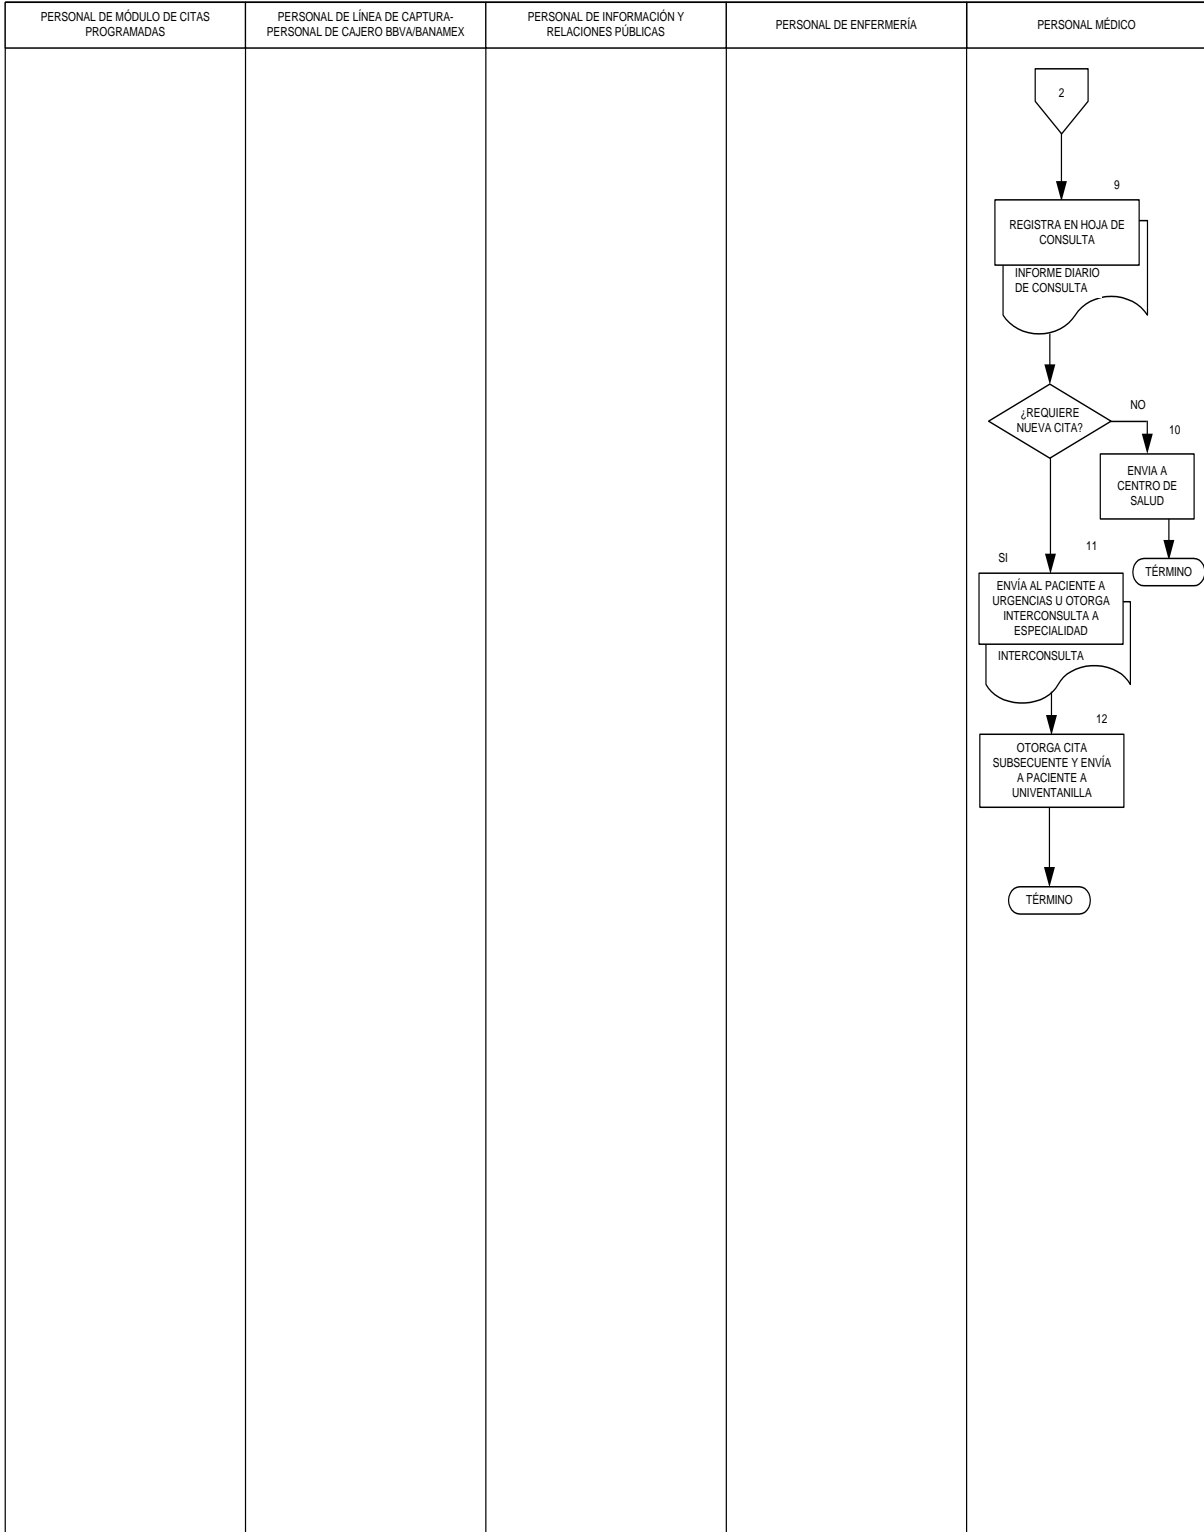 PERSONAL DE MÓDULO DE CITAS
PROGRAMADAS
PERSONAL DE LÍNEA DE CAPTURA-
PERSONAL DE CAJERO BBVA/BANAMEX
PERSONAL DE INFORMACIÓN Y
RELACIONES PÚBLICAS
PERSONAL DE ENFERMERÍA
PERSONAL MÉDICO
2
9
REGISTRA EN HOJA DE
CONSULTA
INFORME DIARIO
DE CONSULTA
¿REQUIERE
NUEVA CITA?
NO
10
ENVIA A
CENTRO DE
SALUD
TÉRMINO
SI
11
ENVÍA AL PACIENTE A
URGENCIAS U OTORGA
INTERCONSULTA A
ESPECIALIDAD
INTERCONSULTA
12
OTORGA CITA
SUBSECUENTE Y ENVÍA
A PACIENTE A
UNIVENTANILLA
TÉRMINO